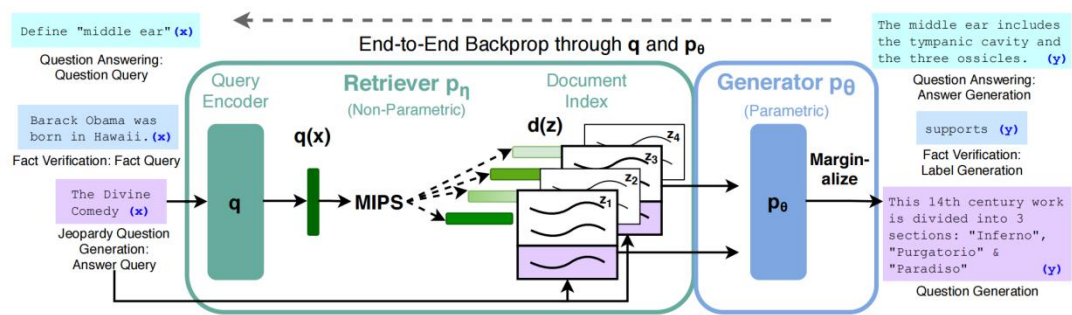 Define "middle ear" (x)
Question Answering:
Question Query
Barack Obama was
born in Hawaii. (x)
Fact Verification: Fact Query
The Divine
Comedy (x)
Jeopardy Question
Generation:
Answer Query
End-to-End Backprop through q and pθ
Query
Encoder
q
Retriever pη
(Non-Parametric)
q(x)
MIPS
Document
Index
d(z)
z4
z3
z2
z1
Generator pθ
(Parametric)
pθ
Margin-
alize
The middle ear includes
the tympanic cavity and
the three ossicles. (y)
Question Answering:
Answer Generation
supports (y)
Fact Verification:
Label Generation
This 14th century work
is divided into 3
sections: "Inferno",
"Purgatorio" &
"Paradiso" (y)
Question Generation